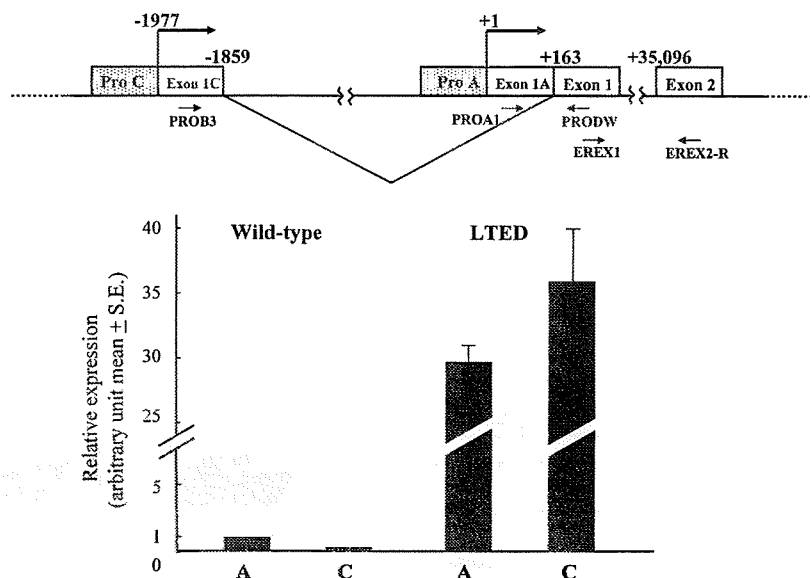 -1977
-1859
+1
+163
+35,096
Pro C
Exon 1C
Pro A
Exon 1A
Exon 1
Exon 2
PROB3
PROA1
PRODW
EREX1
EREX2-R
Wild-type
LTED
Relative expression
(arbitrary unit mean ± S.E.)
40
35
30
25
5
1
0
A
C
A
C